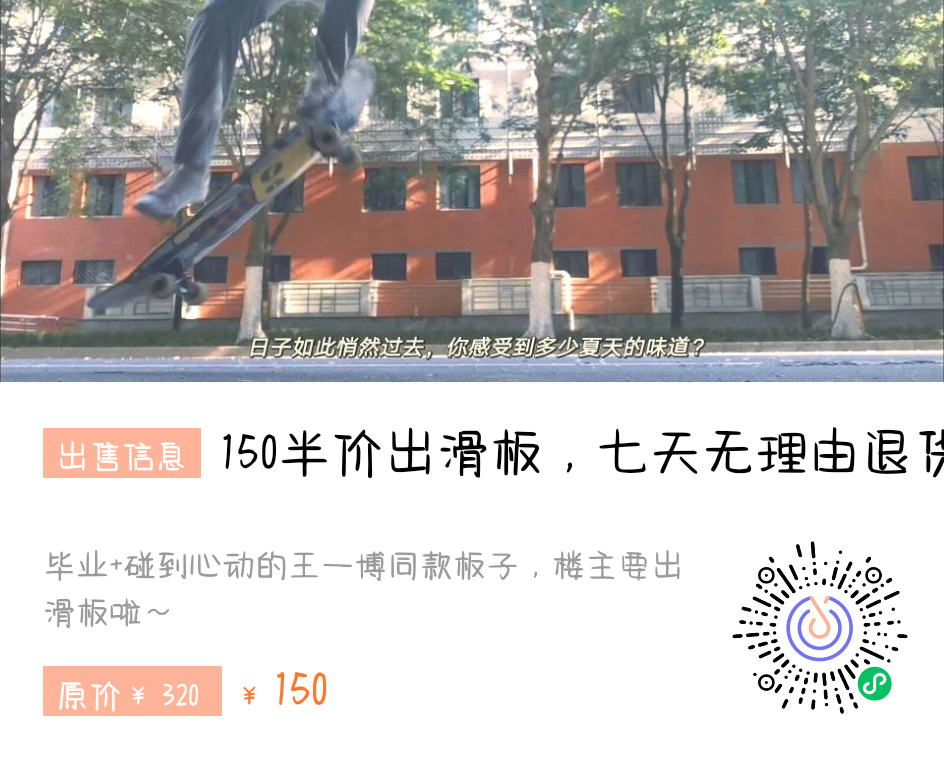 日子如此悄然过去，你感受到多少夏天的味道？
出售信息 150半价出滑板，七天无理由退货
毕业+碰到心动的王一博同款板子，楼主要出
滑板啦～
原价¥ 320 ¥ 150